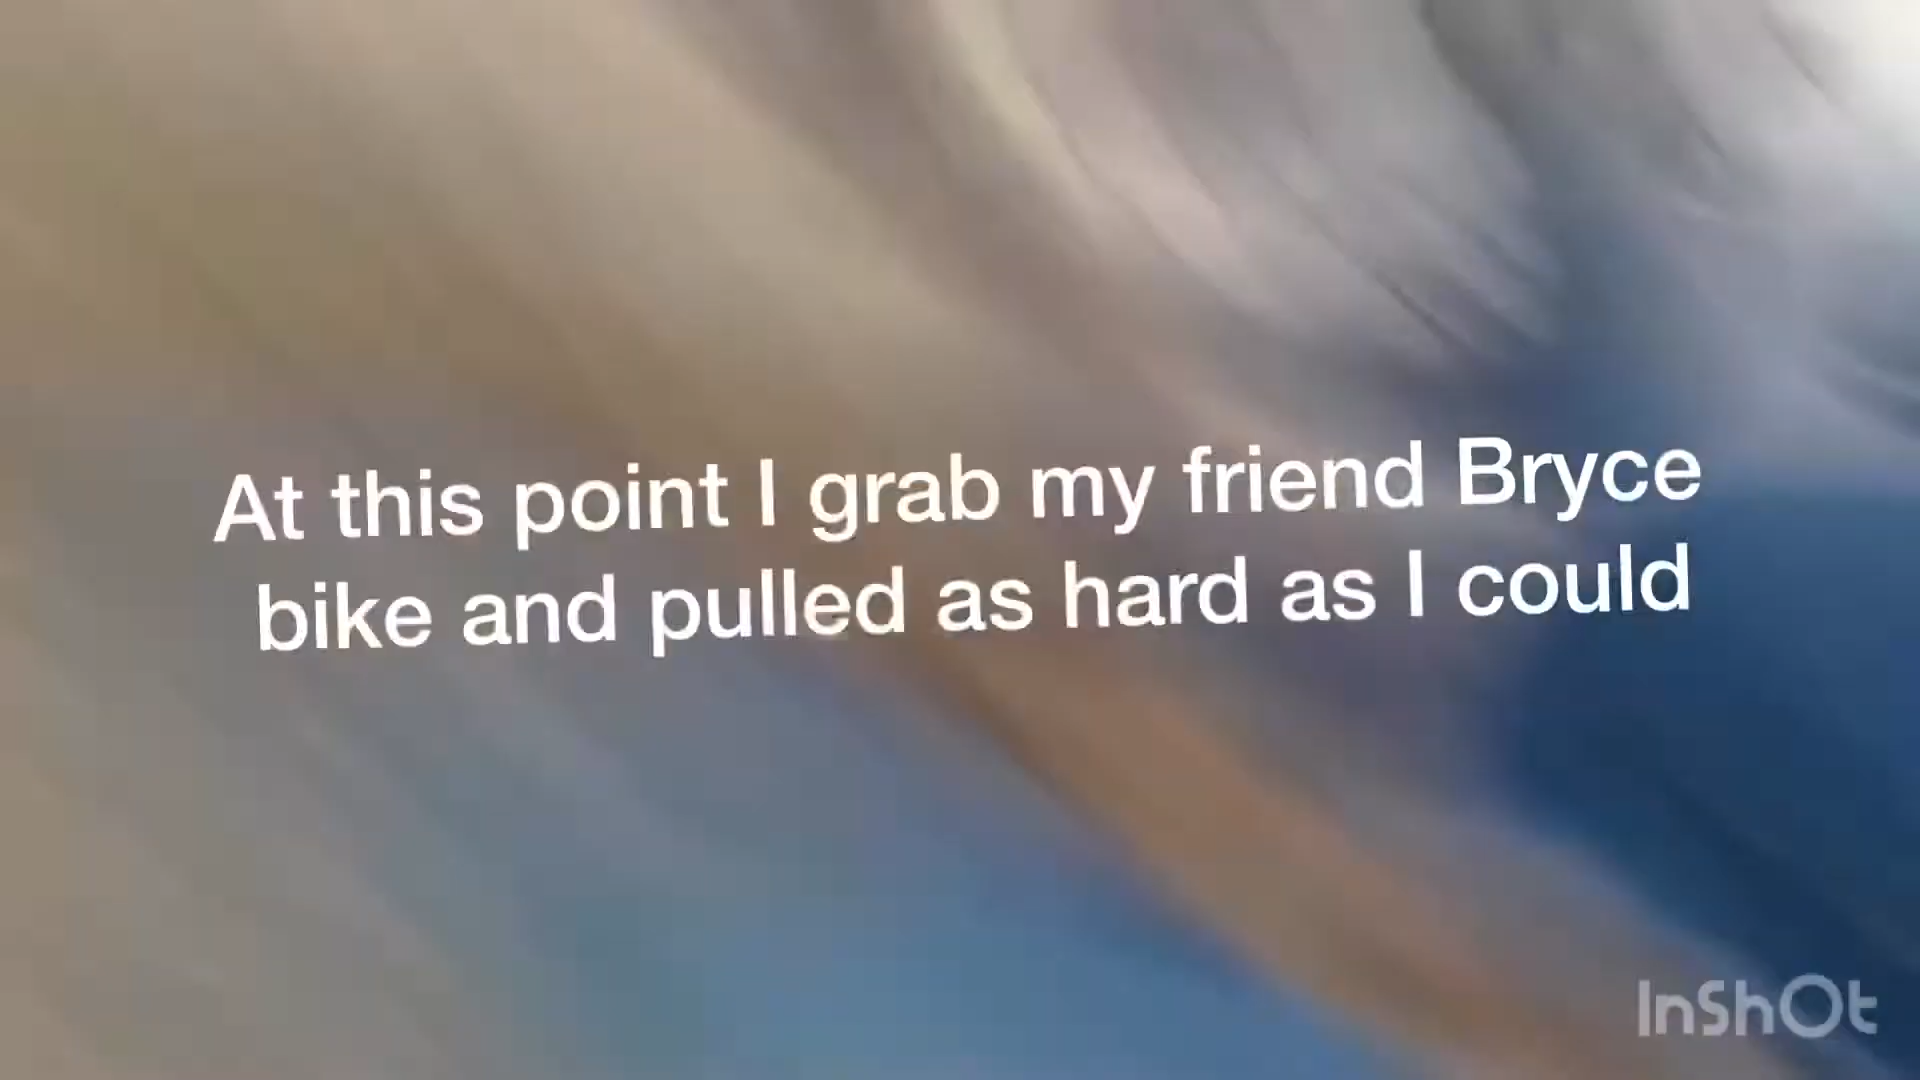 At this point I grab my friend Bryce
bike and pulled as hard as I could
InShOt